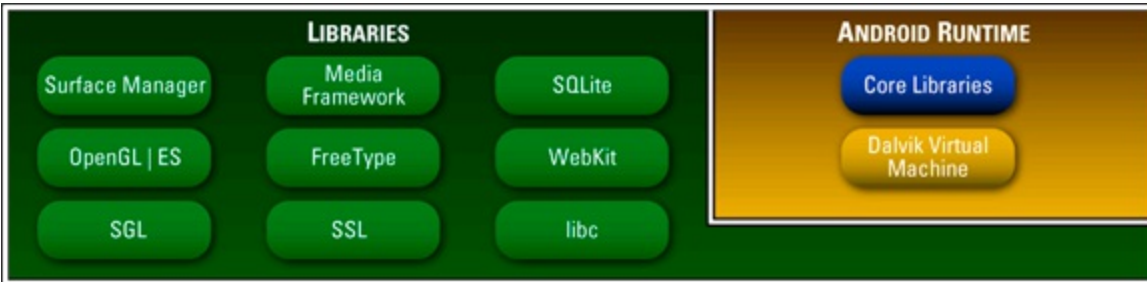 LIBRARIES
Surface Manager
Media
Framework
SQLite
OpenGL | ES
FreeType
WebKit
SGL
SSL
libc
ANDROID RUNTIME
Core Libraries
Dalvik Virtual
Machine